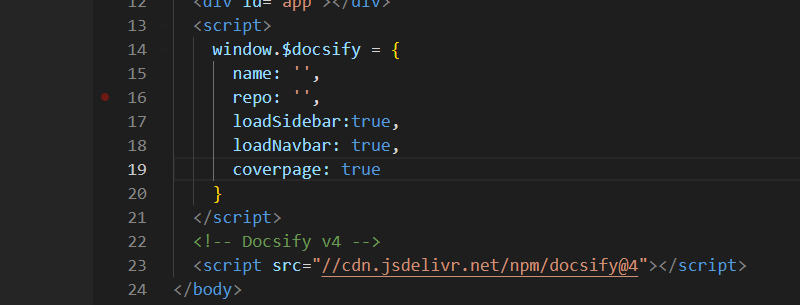 12 <div id="app"></div>
13 <script>
14 window.$docsify = {
15 name: '',
16 repo: '',
17 loadSidebar:true,
18 loadNavbar: true,
19 coverpage: true
20 }
21 </script>
22 <!-- Docsify v4 -->
23 <script src="//cdn.jsdelivr.net/npm/docsify@4"></script>
24 </body>